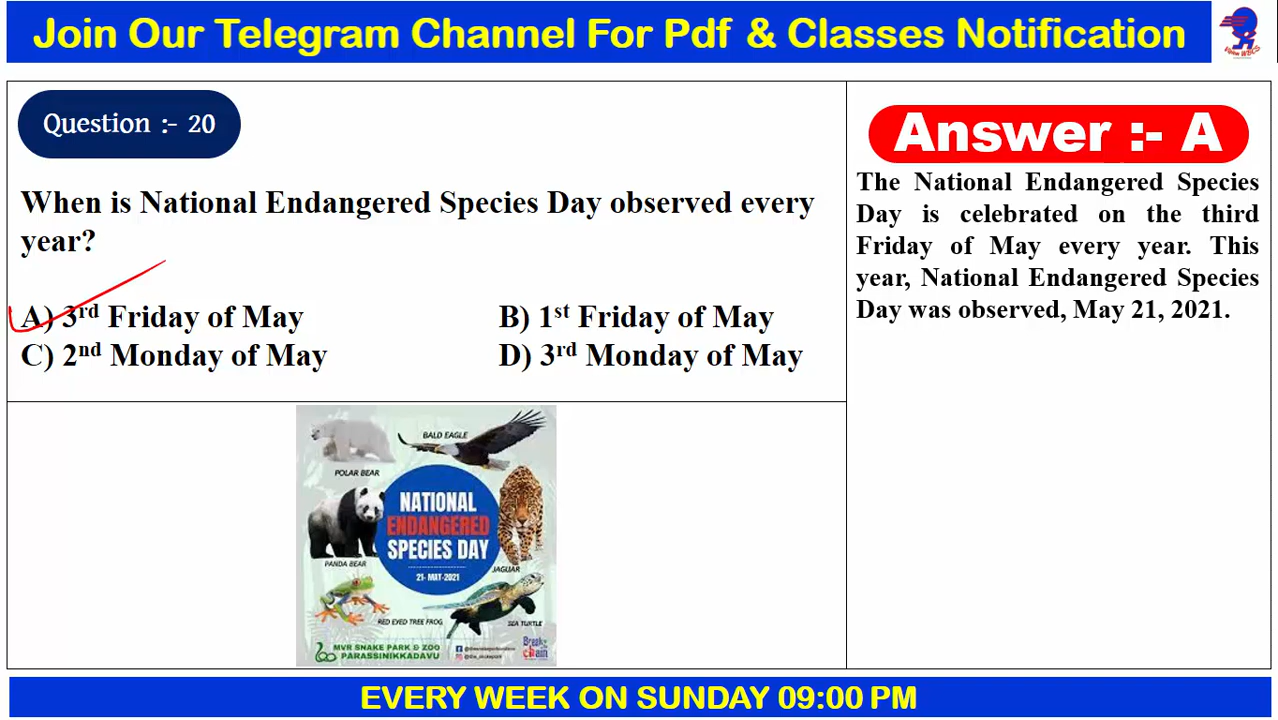 Join Our Telegram Channel For Pdf & Classes Notification
Question :- 20
When is National Endangered Species Day observed every
year?
A) 3rd Friday of May
B) 1st Friday of May
C) 2nd Monday of May
D) 3rd Monday of May
Answer :- A
The National Endangered Species
Day is celebrated on the third
Friday of May every year. This
year, National Endangered Species
Day was observed, May 21, 2021.
BALD EAGLE
POLAR BEAR
NATIONAL
ENDANGERED
SPECIES DAY
21-MAY-2021
PANDA BEAR
JAGUAR
RED EYED TREE FROG
SEA TURTLE
MVR SNAKE PARK & ZOO
PARASSINIKKADAVU
Break
the
chain
EVERY WEEK ON SUNDAY 09:00 PM